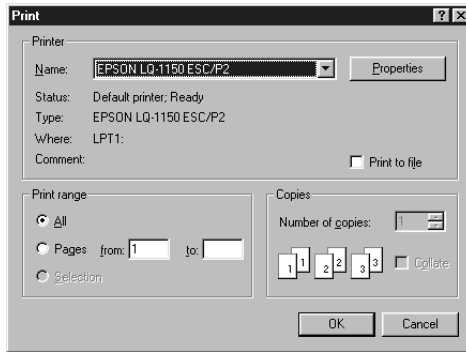 Print
Printer
Name: EPSON LQ-1150 ESC/P2 Properties
Status: Default printer; Ready
Type: EPSON LQ-1150 ESC/P2
Where: LPT1:
Comment: Print to file
Print range
All
Pages from: 1 to:
Selection
Copies
Number of copies: 1
1 1 2 2 3 3 Collate
OK Cancel